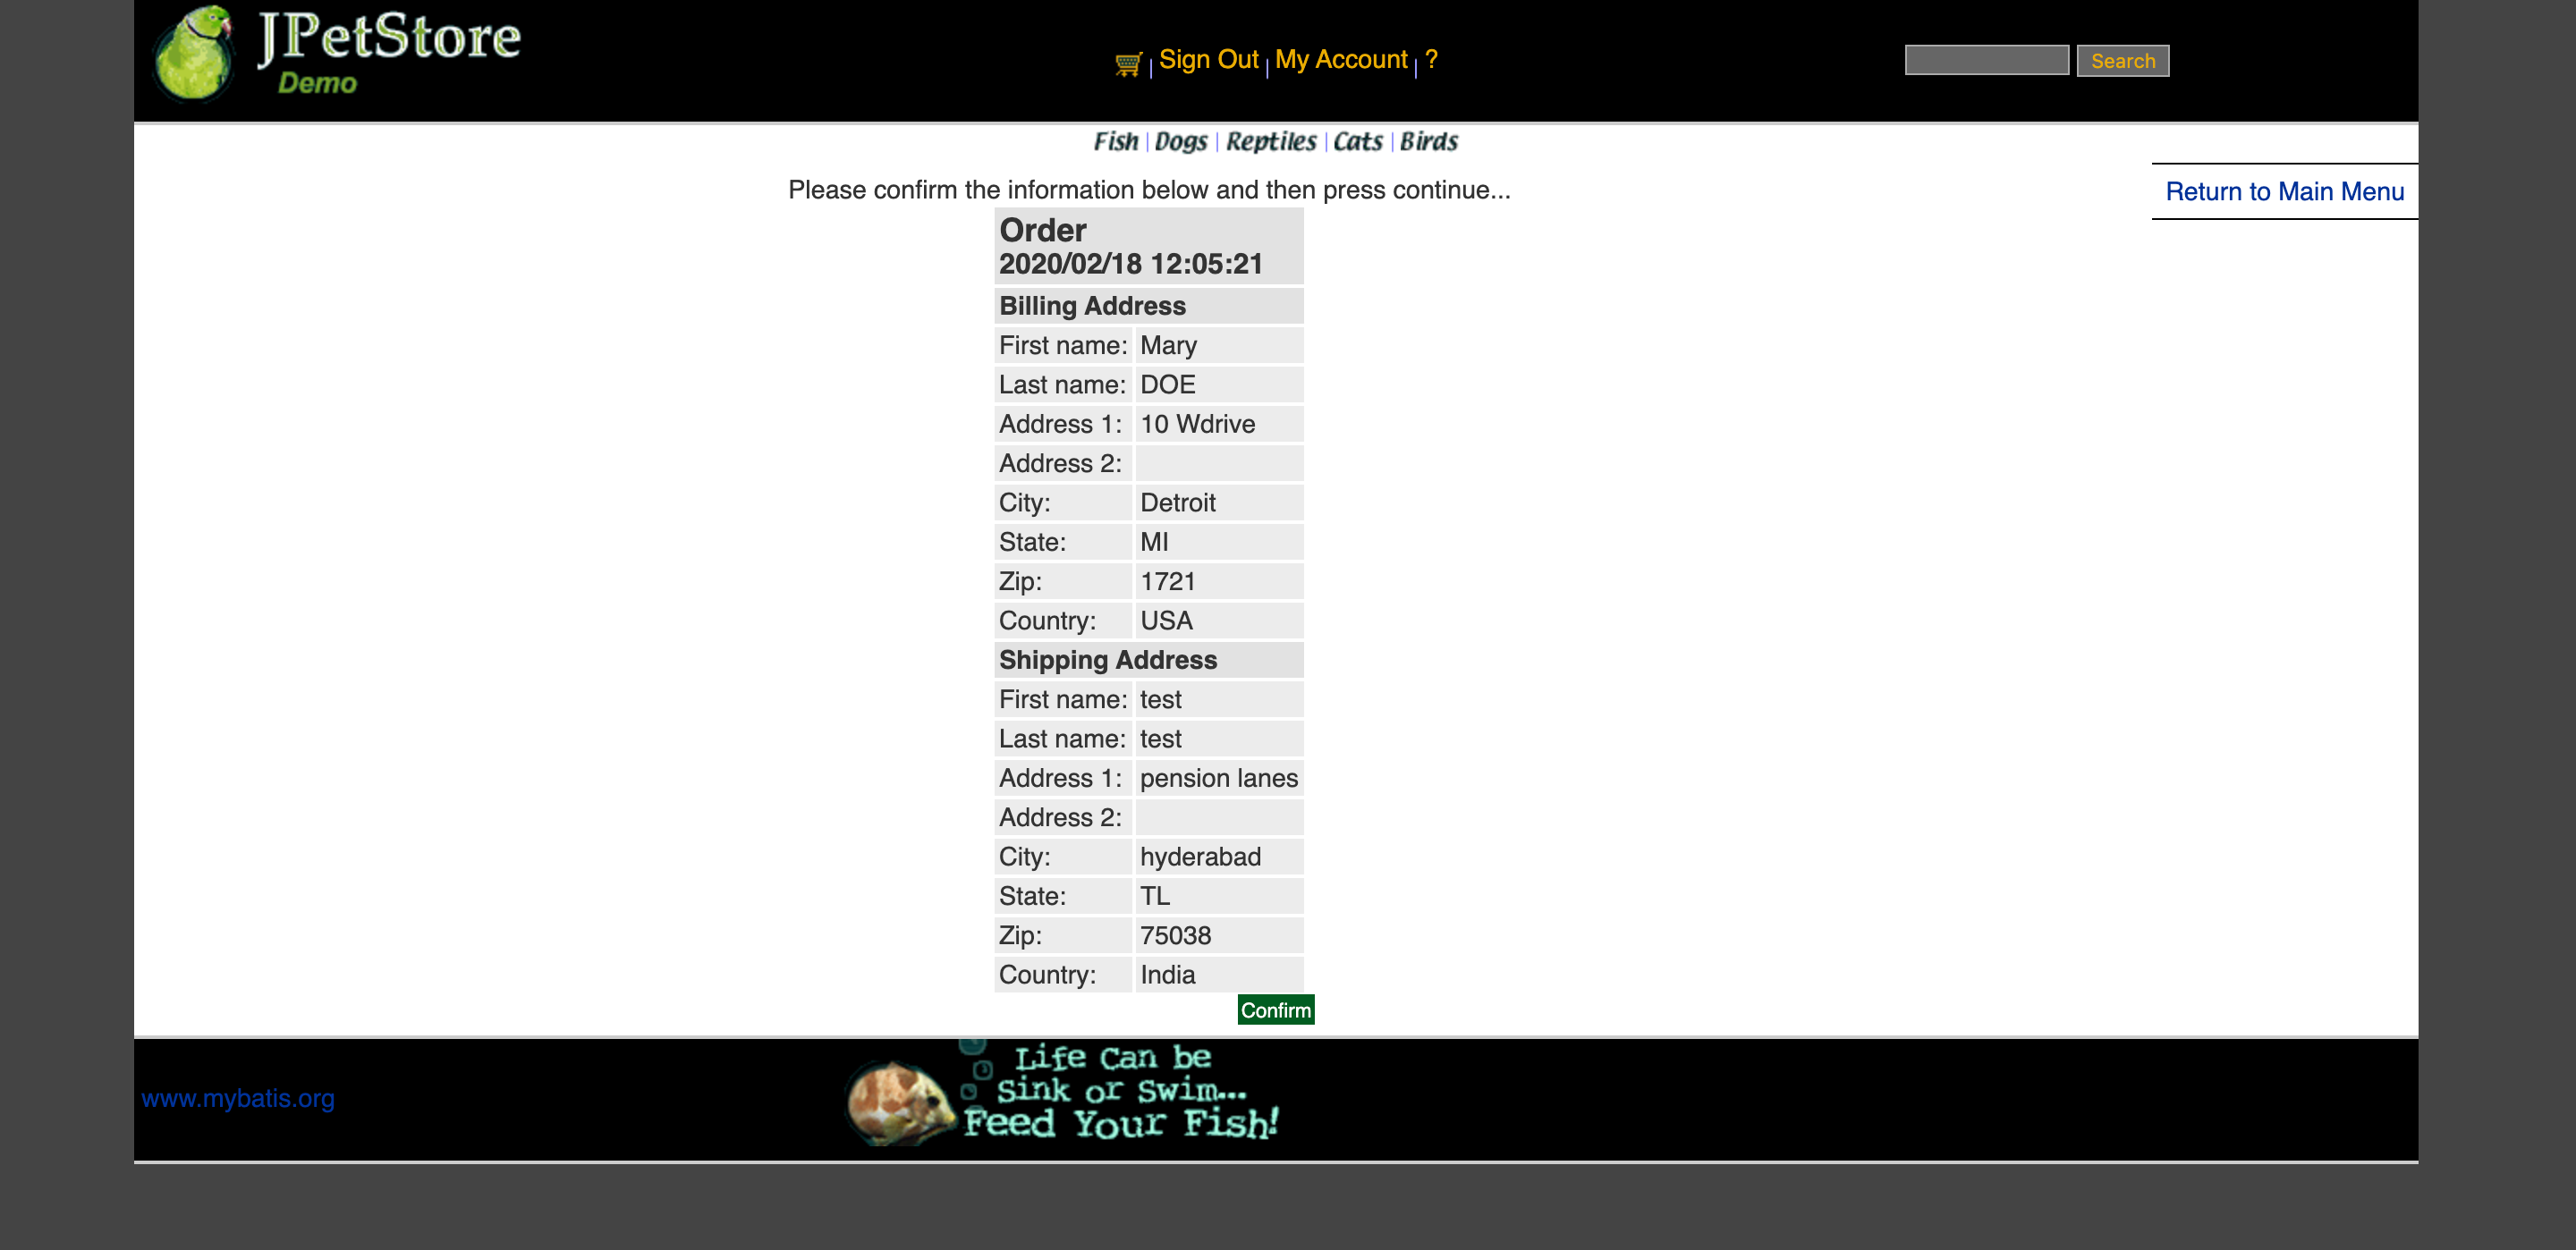 JPetStore
Demo
Sign Out | My Account | ?
Search
Fish | Dogs | Reptiles | Cats | Birds
Return to Main Menu
Please confirm the information below and then press continue...
Order
2020/02/18 12:05:21
Billing Address
First name: Mary
Last name: DOE
Address 1: 10 Wdrive
Address 2:
City: Detroit
State: MI
Zip: 1721
Country: USA
Shipping Address
First name: test
Last name: test
Address 1: pension lanes
Address 2:
City: hyderabad
State: TL
Zip: 75038
Country: India
Confirm
www.mybatis.org
Life Can be
Sink or Swim...
Feed Your Fish!